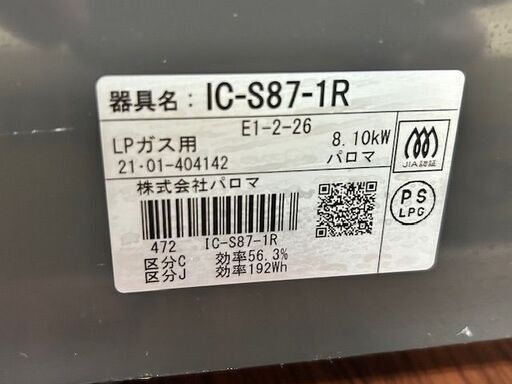 器具名：IC-S87-1R
E1-2-26
LPガス用 8.10kW
21・01-404142 パロマ
株式会社パロマ
472 IC-S87-1R
区分C 効率56.3%
区分J 効率192Wh
JIA認証
PS
LPG